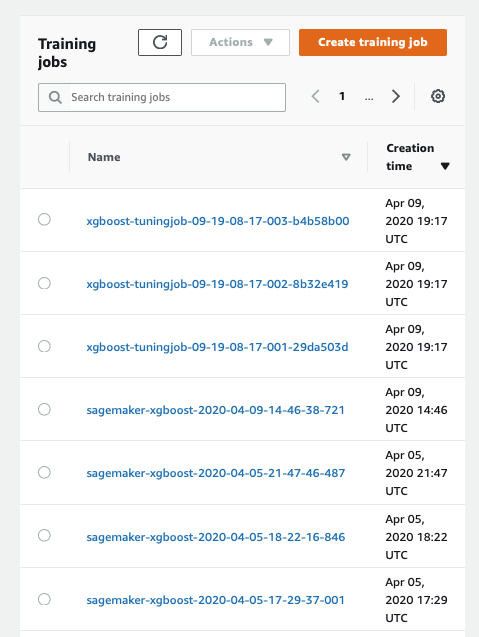 Training
jobs
Actions
Create training job
Search training jobs
1 ...
Name
Creation
time
xgboost-tuningjob-09-19-08-17-003-b4b58b00
Apr 09,
2020 19:17
UTC
xgboost-tuningjob-09-19-08-17-002-8b32e419
Apr 09,
2020 19:17
UTC
xgboost-tuningjob-09-19-08-17-001-29da503d
Apr 09,
2020 19:17
UTC
sagemaker-xgboost-2020-04-09-14-46-38-721
Apr 09,
2020 14:46
UTC
sagemaker-xgboost-2020-04-05-21-47-46-487
Apr 05,
2020 21:47
UTC
sagemaker-xgboost-2020-04-05-18-22-16-846
Apr 05,
2020 18:22
UTC
sagemaker-xgboost-2020-04-05-17-29-37-001
Apr 05,
2020 17:29
UTC